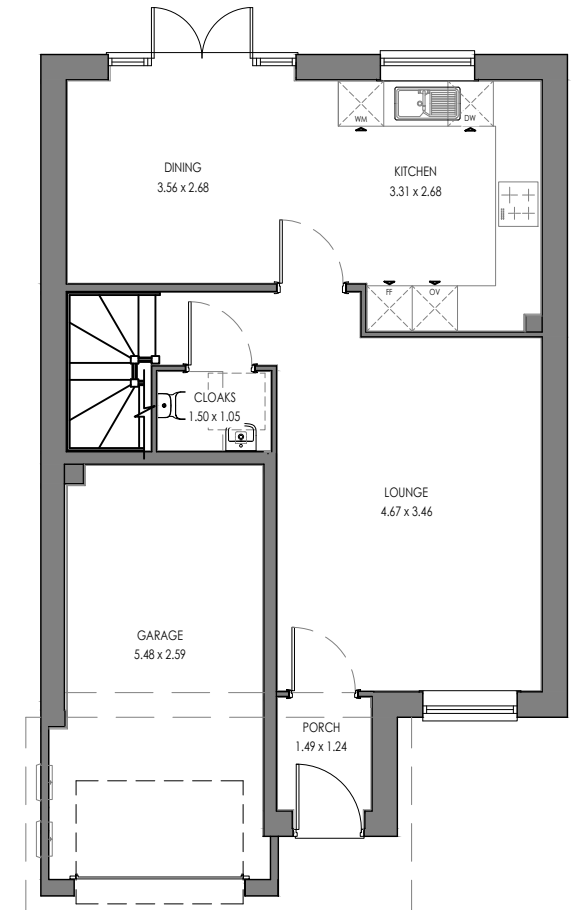 WM
DW
DINING
3.56 x 2.68
KITCHEN
3.31 x 2.68
FF
OV
CLOAKS
1.50 x 1.05
LOUNGE
4.67 x 3.46
GARAGE
5.48 x 2.59
PORCH
1.49 x 1.24